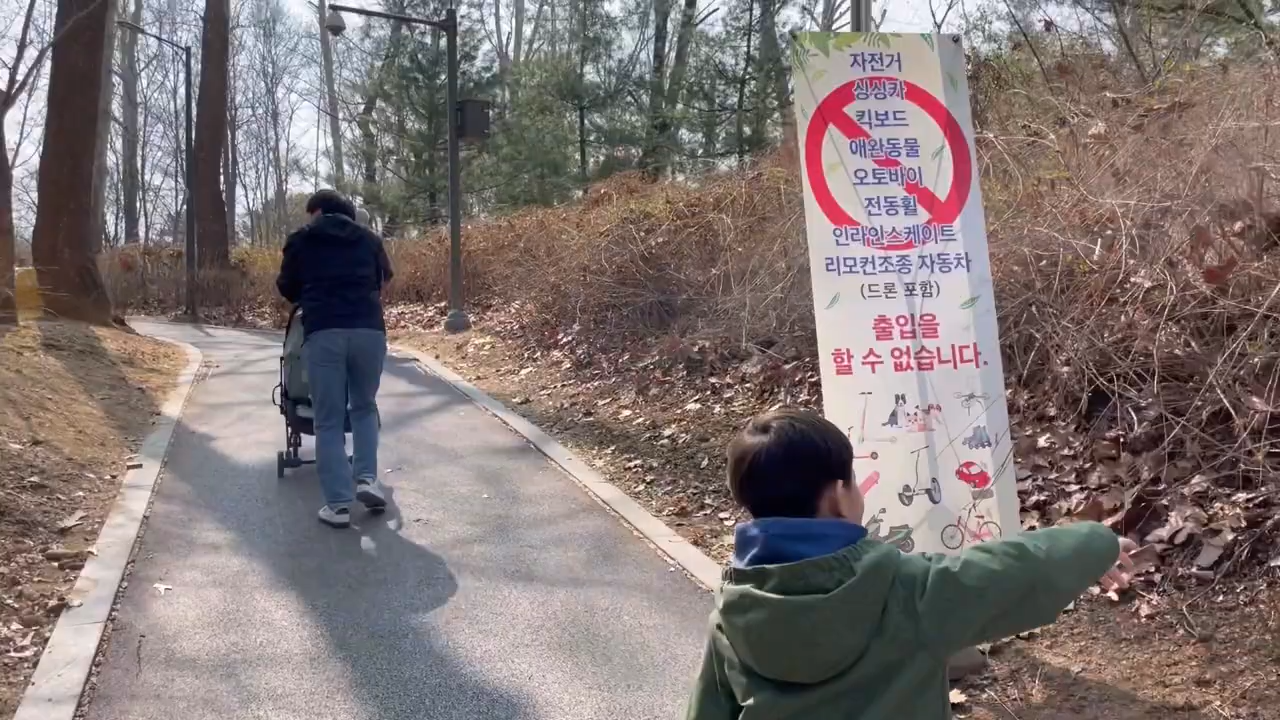 자전거
싱싱카
킥보드
애완동물
오토바이
전동휠
인라인스케이트
리모컨조종 자동차
(드론 포함)
출입을
할 수 없습니다.